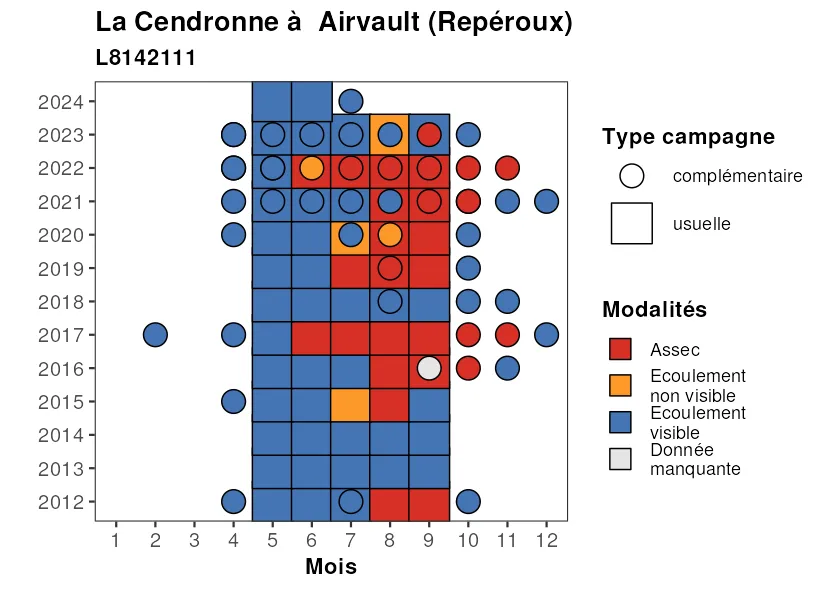 La Cendronne à  Airvault (Repéroux)
L8142111
2024
2023
2022
2021
2020
2019
2018
2017
2016
2015
2014
2013
2012
1 2 3 4 5 6 7 8 9 10 11 12
Mois
Type campagne
complémentaire
usuelle
Modalités
Assec
Ecoulement
non visible
Ecoulement
visible
Donnée
manquante